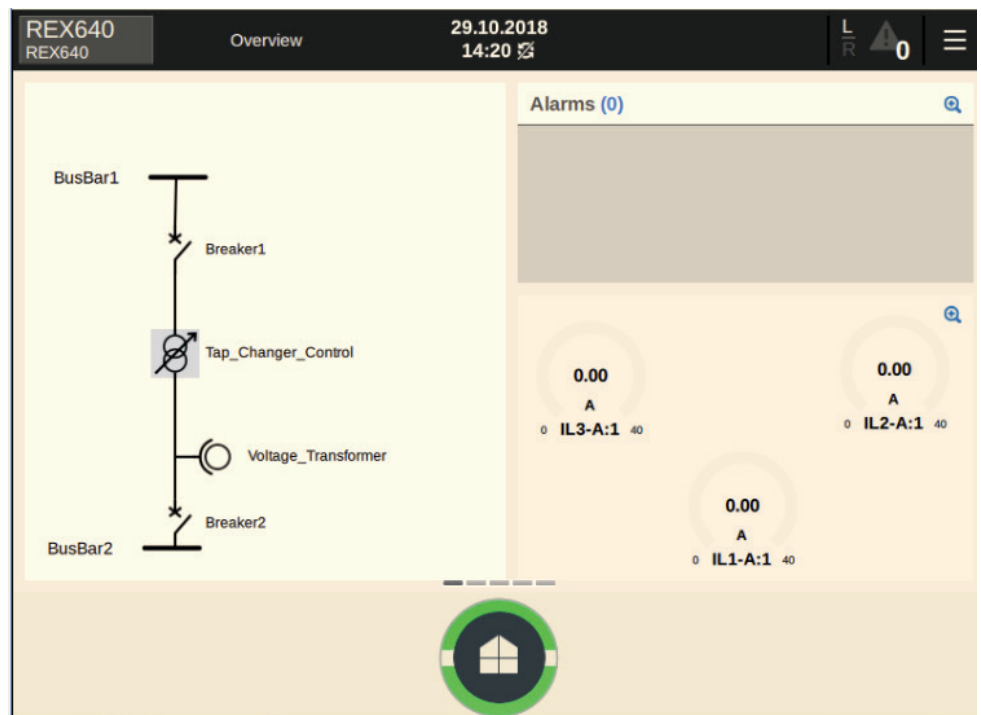 REX640
REX640
Overview
29.10.2018
14:20
L
R
0
Alarms (0)
BusBar1
Breaker1
Tap_Changer_Control
Voltage_Transformer
Breaker2
BusBar2
0.00
A
0 IL3-A:1 40
0.00
A
0 IL2-A:1 40
0.00
A
0 IL1-A:1 40